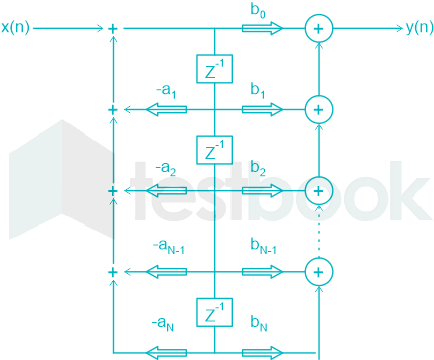 b0
x(n) + + y(n)
Z-1
-a1 b1
+ +
Z-1
-a2 b2
+ +
testbook
-aN-1 bN-1
+ +
Z-1
-aN bN